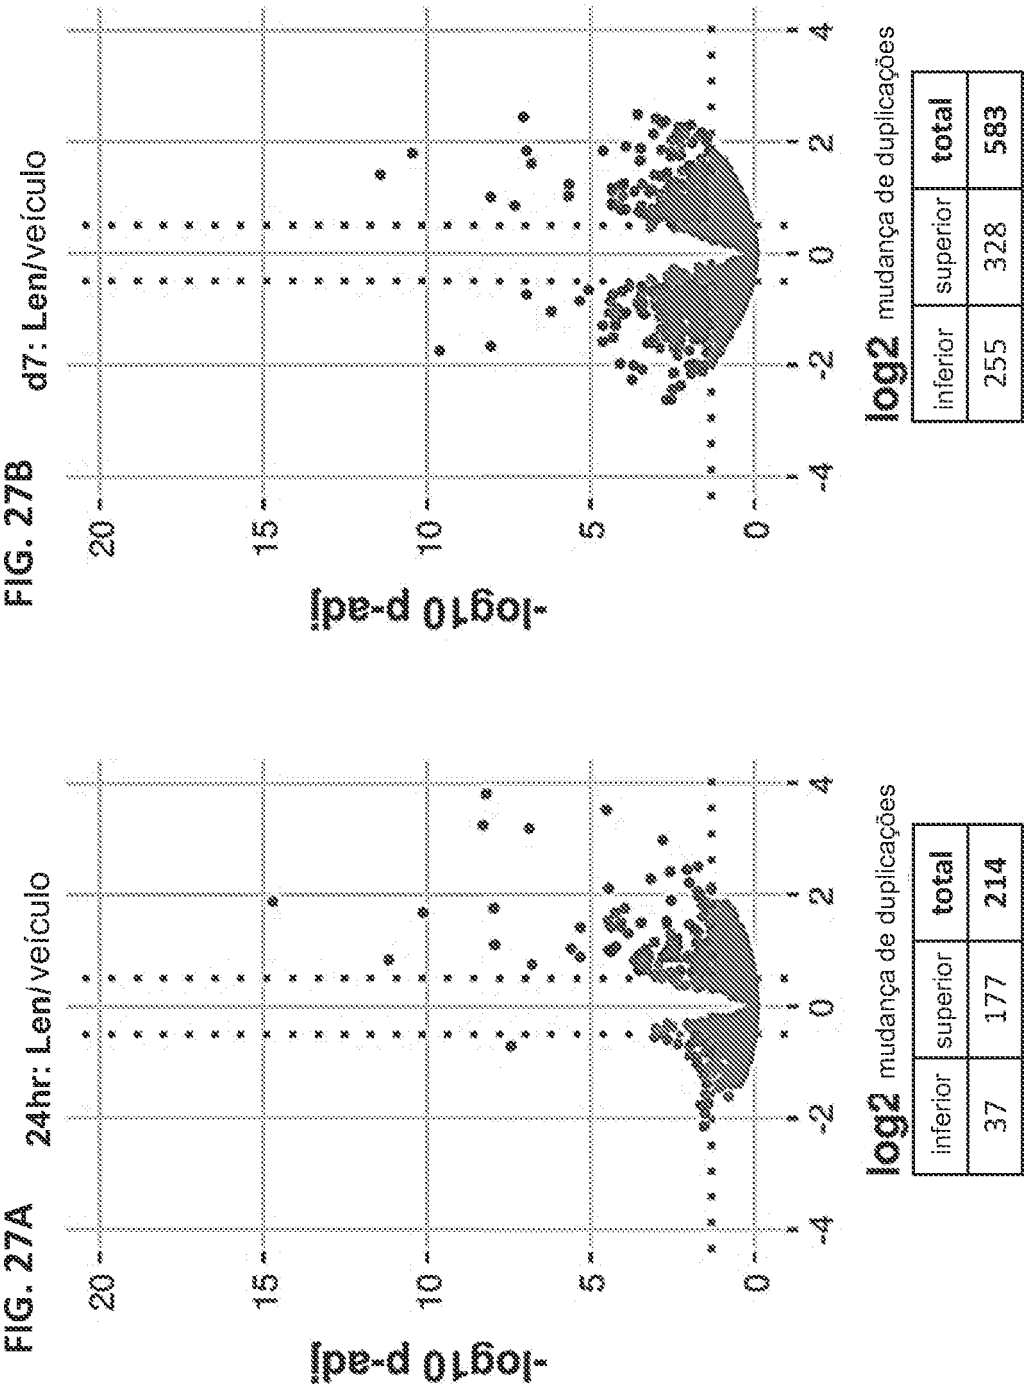 FIG. 27A
24hr: Len/veículo
-log10 p-adj
20
15
10
5
0
-4
-2
0
2
4
log2 mudança de duplicações
inferior superior total
37 177 214
FIG. 27B
d7: Len/veículo
-log10 p-adj
20
15
10
5
0
-4
-2
0
2
4
log2 mudança de duplicações
inferior superior total
255 328 583